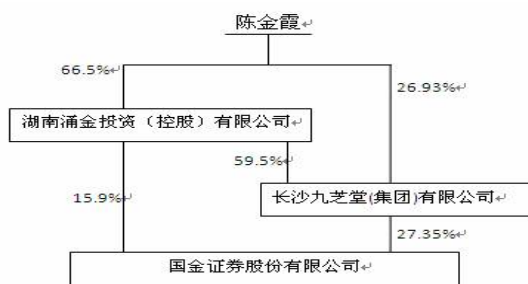 陈金霞
66.5%
26.93%
湖南涌金投资（控股）有限公司
59.5%
15.9%
长沙九芝堂(集团)有限公司
27.35%
国金证券股份有限公司